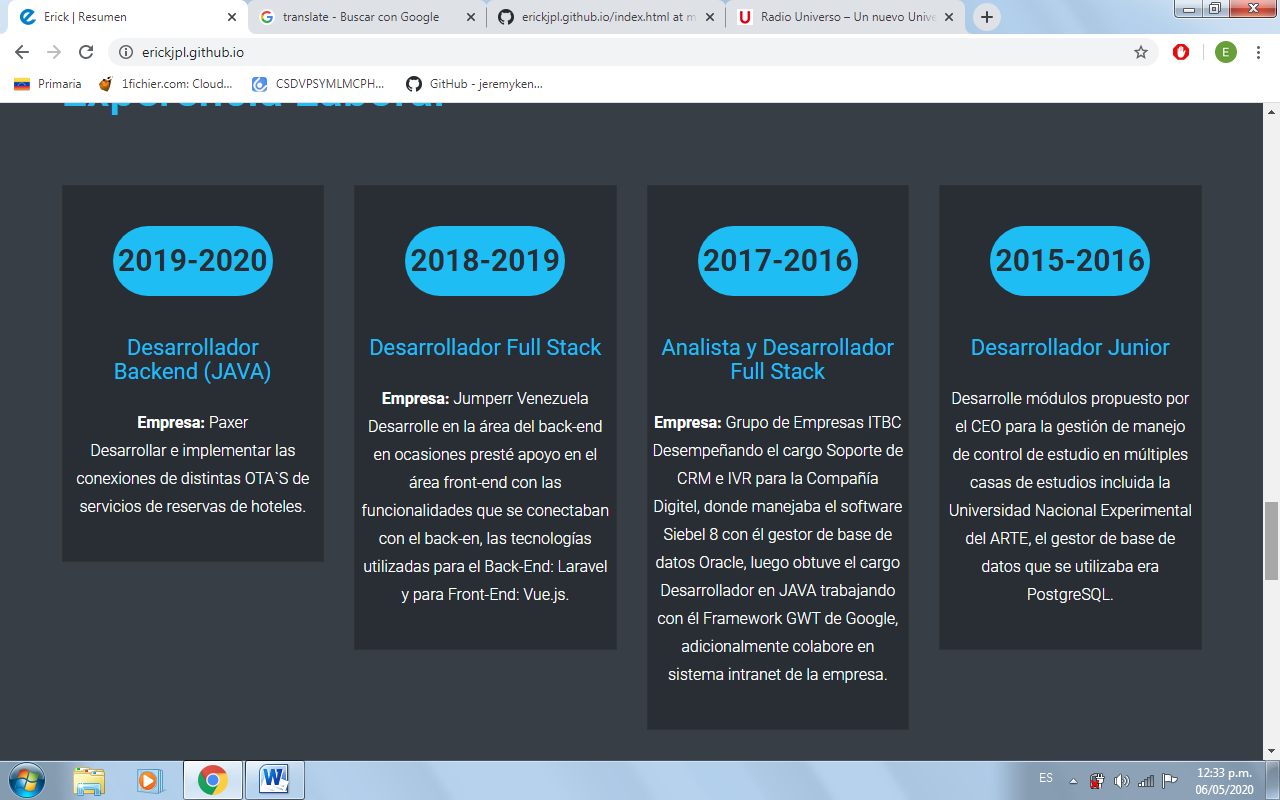 Erick | Resumen
translate - Buscar con Google
erickjpl.github.io/index.html at m
Radio Universo – Un nuevo Unive
erickjpl.github.io
E
Primaria
1fichier.com: Cloud...
CSDVPSYMLMCPH...
GitHub - jeremyken...
2019-2020
Desarrollador
Backend (JAVA)
Empresa: Paxer
Desarrollar e implementar las
conexiones de distintas OTA`S de
servicios de reservas de hoteles.
2018-2019
Desarrollador Full Stack
Empresa: Jumperr Venezuela
Desarrolle en la área del back-end
en ocasiones presté apoyo en el
área front-end con las
funcionalidades que se conectaban
con el back-en, las tecnologías
utilizadas para el Back-End: Laravel
y para Front-End: Vue.js.
2017-2016
Analista y Desarrollador
Full Stack
Empresa: Grupo de Empresas ITBC
Desempeñando el cargo Soporte de
CRM e IVR para la Compañía
Digitel, donde manejaba el software
Siebel 8 con él gestor de base de
datos Oracle, luego obtuve el cargo
Desarrollador en JAVA trabajando
con él Framework GWT de Google,
adicionalmente colabore en
sistema intranet de la empresa.
2015-2016
Desarrollador Junior
Desarrolle módulos propuesto por
el CEO para la gestión de manejo
de control de estudio en múltiples
casas de estudios incluida la
Universidad Nacional Experimental
del ARTE, el gestor de base de
datos que se utilizaba era
PostgreSQL.
ES
12:33 p.m.
06/05/2020